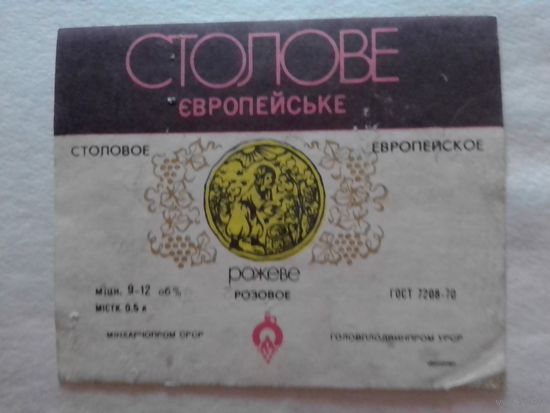 СТОЛОВЕ
ЄВРОПЕЙСЬКЕ
СТОЛОВОЕ ЕВРОПЕЙСКОЕ
рожеве
РОЗОВОЕ
міцн. 9-12 об% ГОСТ 7208-70
МІСТК. 0,5 л
МІНХАРЧОПРОМ СРСР ГОЛОВПЛОДВИНПРОМ УРСР